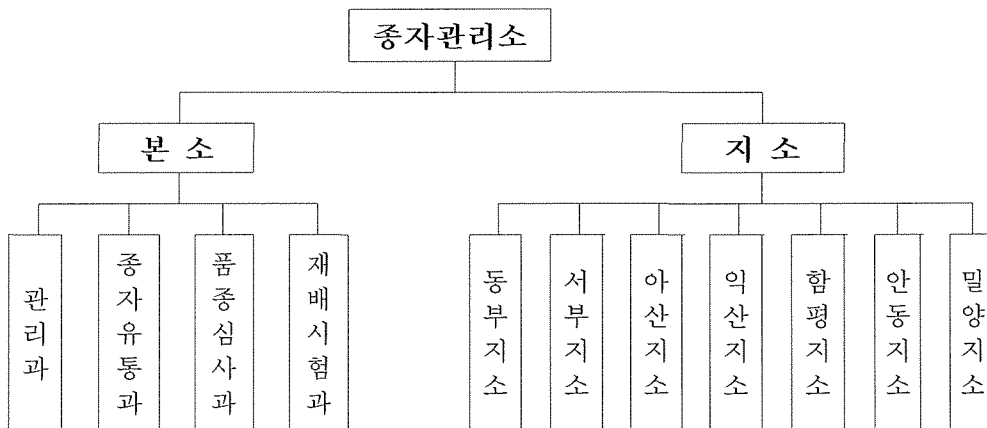 종자관리소
본 소
지 소
관리과
종자유통과
품종심사과
재배시험과
동부지소
서부지소
아산지소
익산지소
함평지소
안동지소
밀양지소